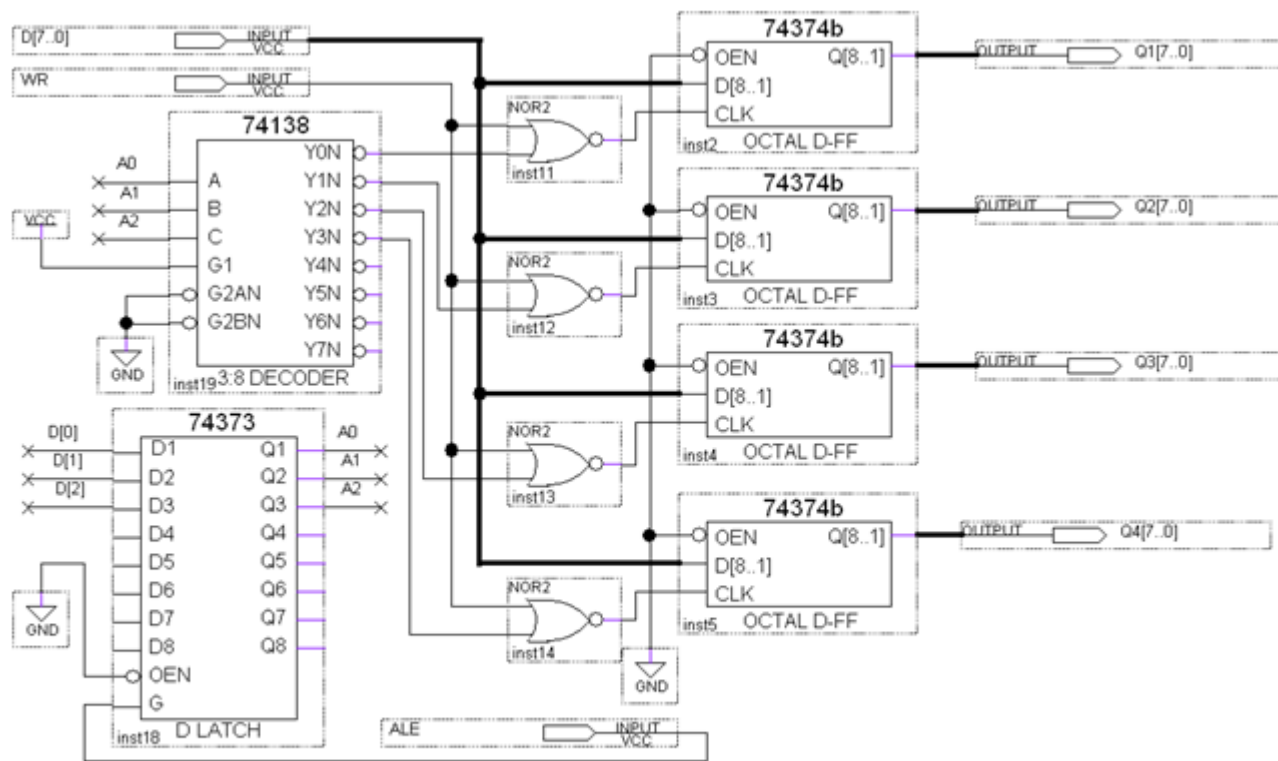 D[7..0] INPUT VCC
WR INPUT VCC
74138
A0 A Y0N
A1 B Y1N
A2 C Y2N
VCC Y3N
G1 Y4N
G2AN Y5N
G2BN Y6N
Y7N
GND
inst19 3:8 DECODER
74373
D[0] D1 Q1 A0
D[1] D2 Q2 A1
D[2] D3 Q3 A2
D4 Q4
D5 Q5
D6 Q6
D7 Q7
D8 Q8
GND
OEN
G
inst18 D LATCH
ALE INPUT VCC
NOR2
inst11
NOR2
inst12
NOR2
inst13
NOR2
inst14
74374b
OEN Q[8..1]
D[8..1]
CLK
inst2 OCTAL D-FF
OUTPUT Q1[7..0]
74374b
OEN Q[8..1]
D[8..1]
CLK
inst3 OCTAL D-FF
OUTPUT Q2[7..0]
74374b
OEN Q[8..1]
D[8..1]
CLK
inst4 OCTAL D-FF
OUTPUT Q3[7..0]
74374b
OEN Q[8..1]
D[8..1]
CLK
inst5 OCTAL D-FF
OUTPUT Q4[7..0]
GND